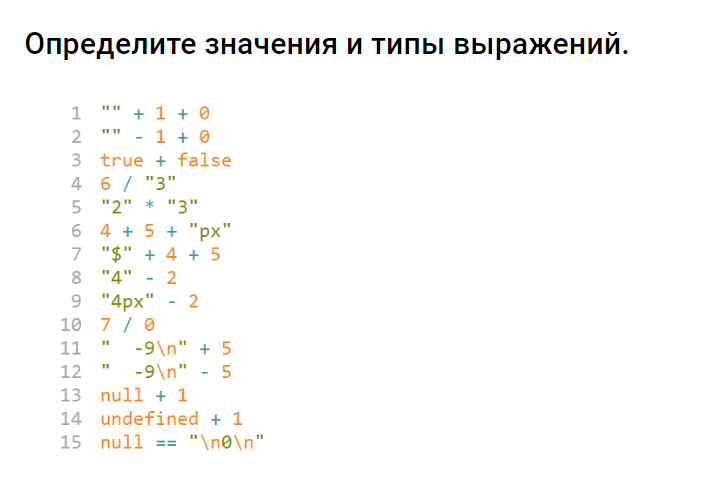 Определите значения и типы выражений.
1 "" + 1 + 0
2 "" - 1 + 0
3 true + false
4 6 / "3"
5 "2" * "3"
6 4 + 5 + "px"
7 "$" + 4 + 5
8 "4" - 2
9 "4px" - 2
10 7 / 0
11 "  -9\n" + 5
12 "  -9\n" - 5
13 null + 1
14 undefined + 1
15 null == "\n0\n"